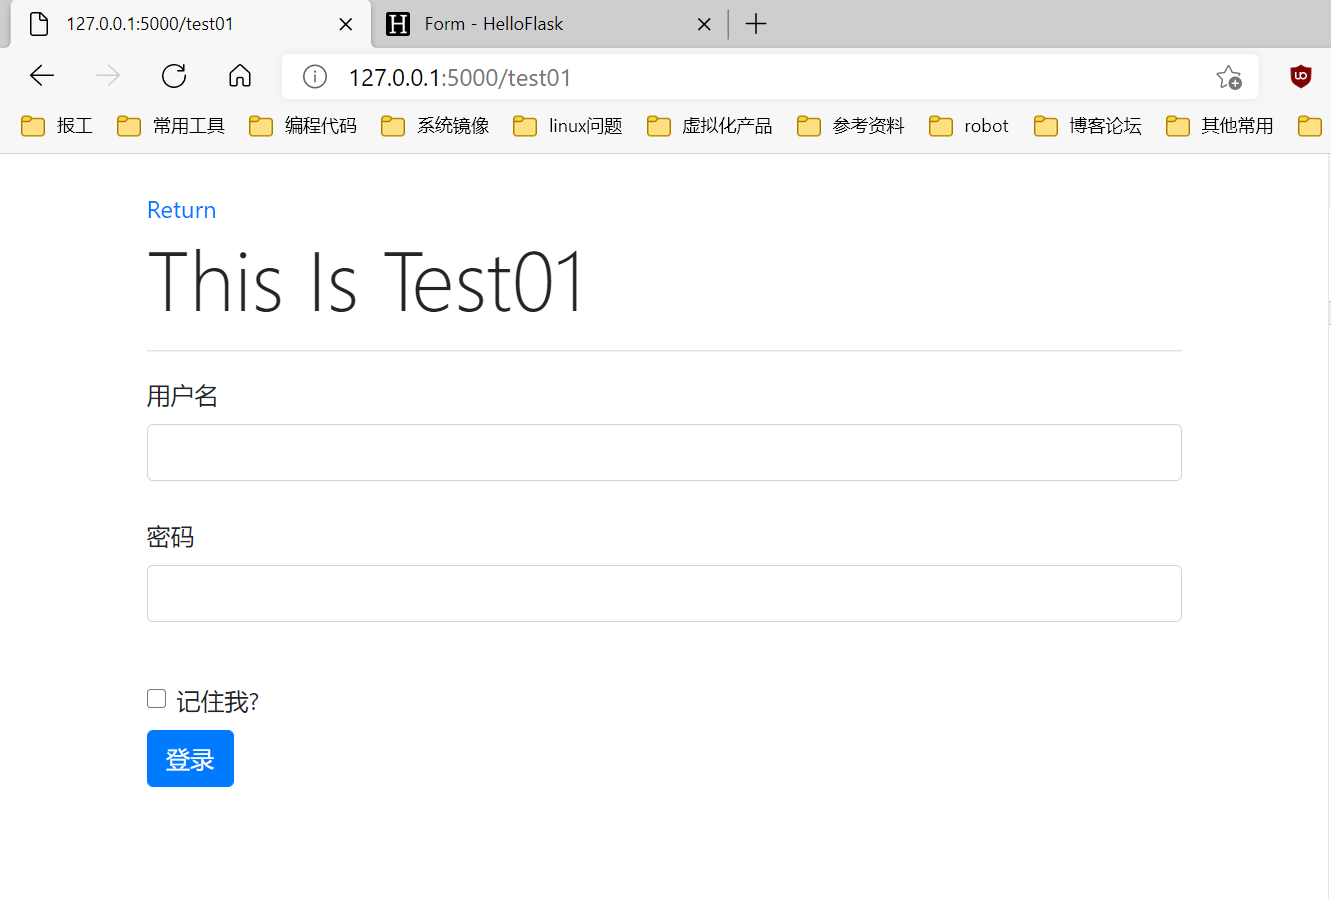 127.0.0.1:5000/test01
Form - HelloFlask
127.0.0.1:5000/test01
报工 常用工具 编程代码 系统镜像 linux问题 虚拟化产品 参考资料 robot 博客论坛 其他常用
Return
This Is Test01
用户名
密码
记住我?
登录